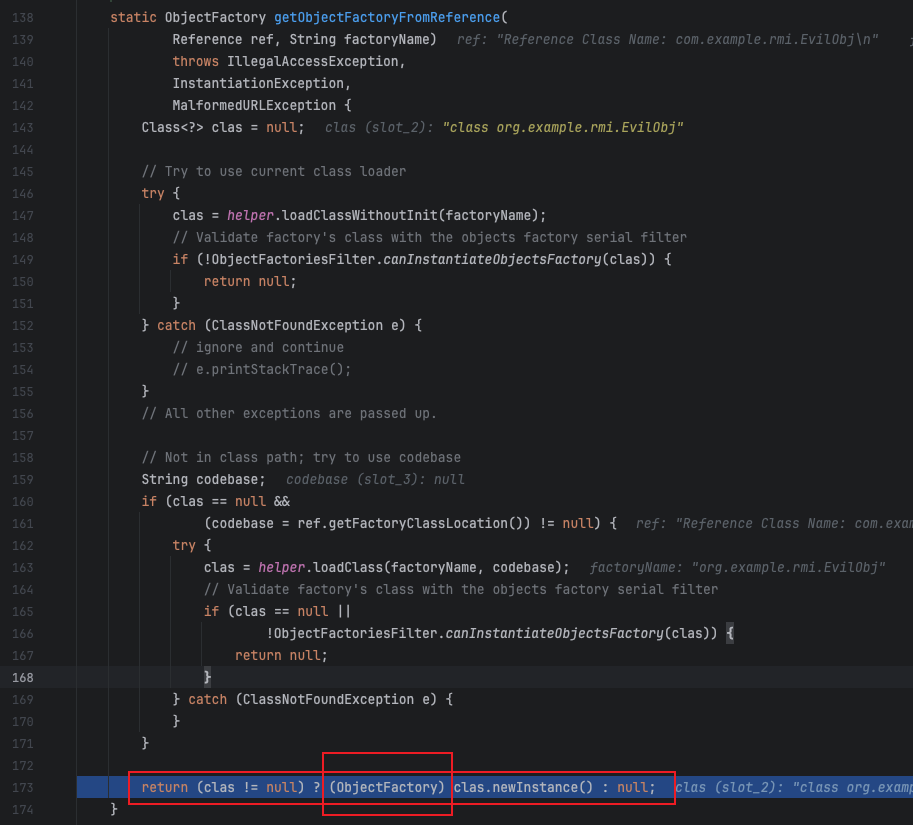 138 static ObjectFactory getObjectFactoryFromReference(
139 Reference ref, String factoryName) ref: "Reference Class Name: com.example.rmi.EvilObj\n"
140 throws IllegalAccessException,
141 InstantiationException,
142 MalformedURLException {
143 Class<?> clas = null; clas (slot_2): "class org.example.rmi.EvilObj"
144
145 // Try to use current class loader
146 try {
147 clas = helper.loadClassWithoutInit(factoryName);
148 // Validate factory's class with the objects factory serial filter
149 if (!ObjectFactoriesFilter.canInstantiateObjectsFactory(clas)) {
150 return null;
151 }
152 } catch (ClassNotFoundException e) {
153 // ignore and continue
154 // e.printStackTrace();
155 }
156 // All other exceptions are passed up.
157
158 // Not in class path; try to use codebase
159 String codebase; codebase (slot_3): null
160 if (clas == null &&
161 (codebase = ref.getFactoryClassLocation()) != null) { ref: "Reference Class Name: com.exam
162 try {
163 clas = helper.loadClass(factoryName, codebase); factoryName: "org.example.rmi.EvilObj"
164 // Validate factory's class with the objects factory serial filter
165 if (clas == null ||
166 !ObjectFactoriesFilter.canInstantiateObjectsFactory(clas)) {
167 return null;
168 }
169 } catch (ClassNotFoundException e) {
170 }
171 }
172
173 return (clas != null) ? (ObjectFactory) clas.newInstance() : null; clas (slot_2): "class org.examp
174 }